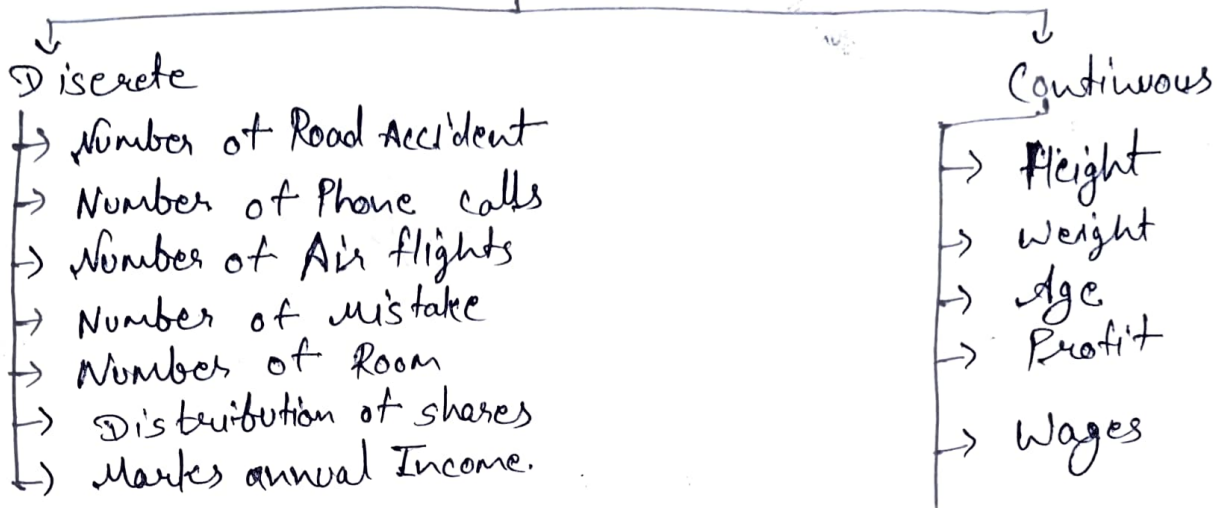 Discrete
Number of Road Accident
Number of Phone calls
Number of Air flights
Number of Mistake
Number of Room
Distribution of shares
Marks annual Income.
Continuous
Height
Weight
Age
Profit
Wages